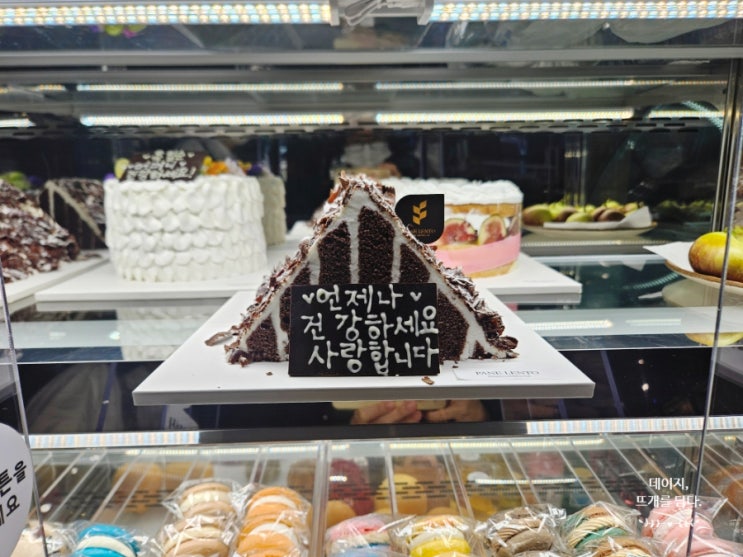 ♥언제나♥
건강하세요
사랑합니다
PANE LENTO
데이지,
뜨개를 담다.